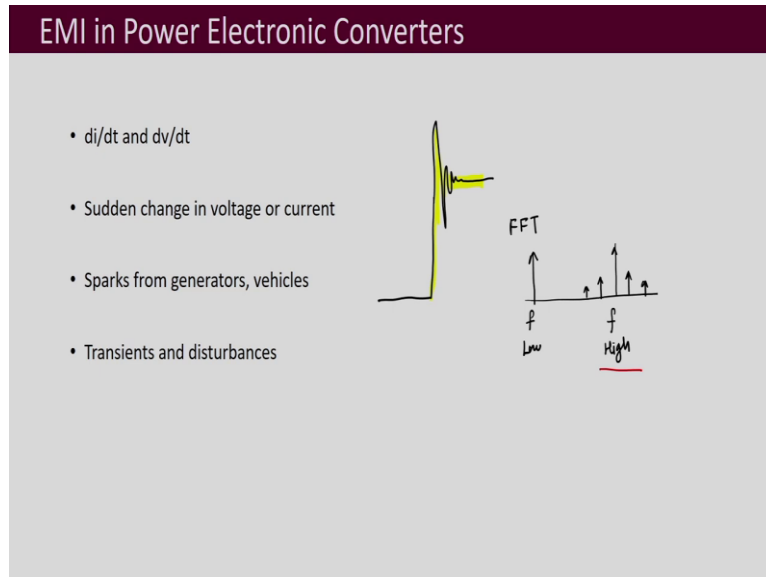 EMI in Power Electronic Converters
• di/dt and dv/dt
• Sudden change in voltage or current
• Sparks from generators, vehicles
• Transients and disturbances
FFT
f f
Low High